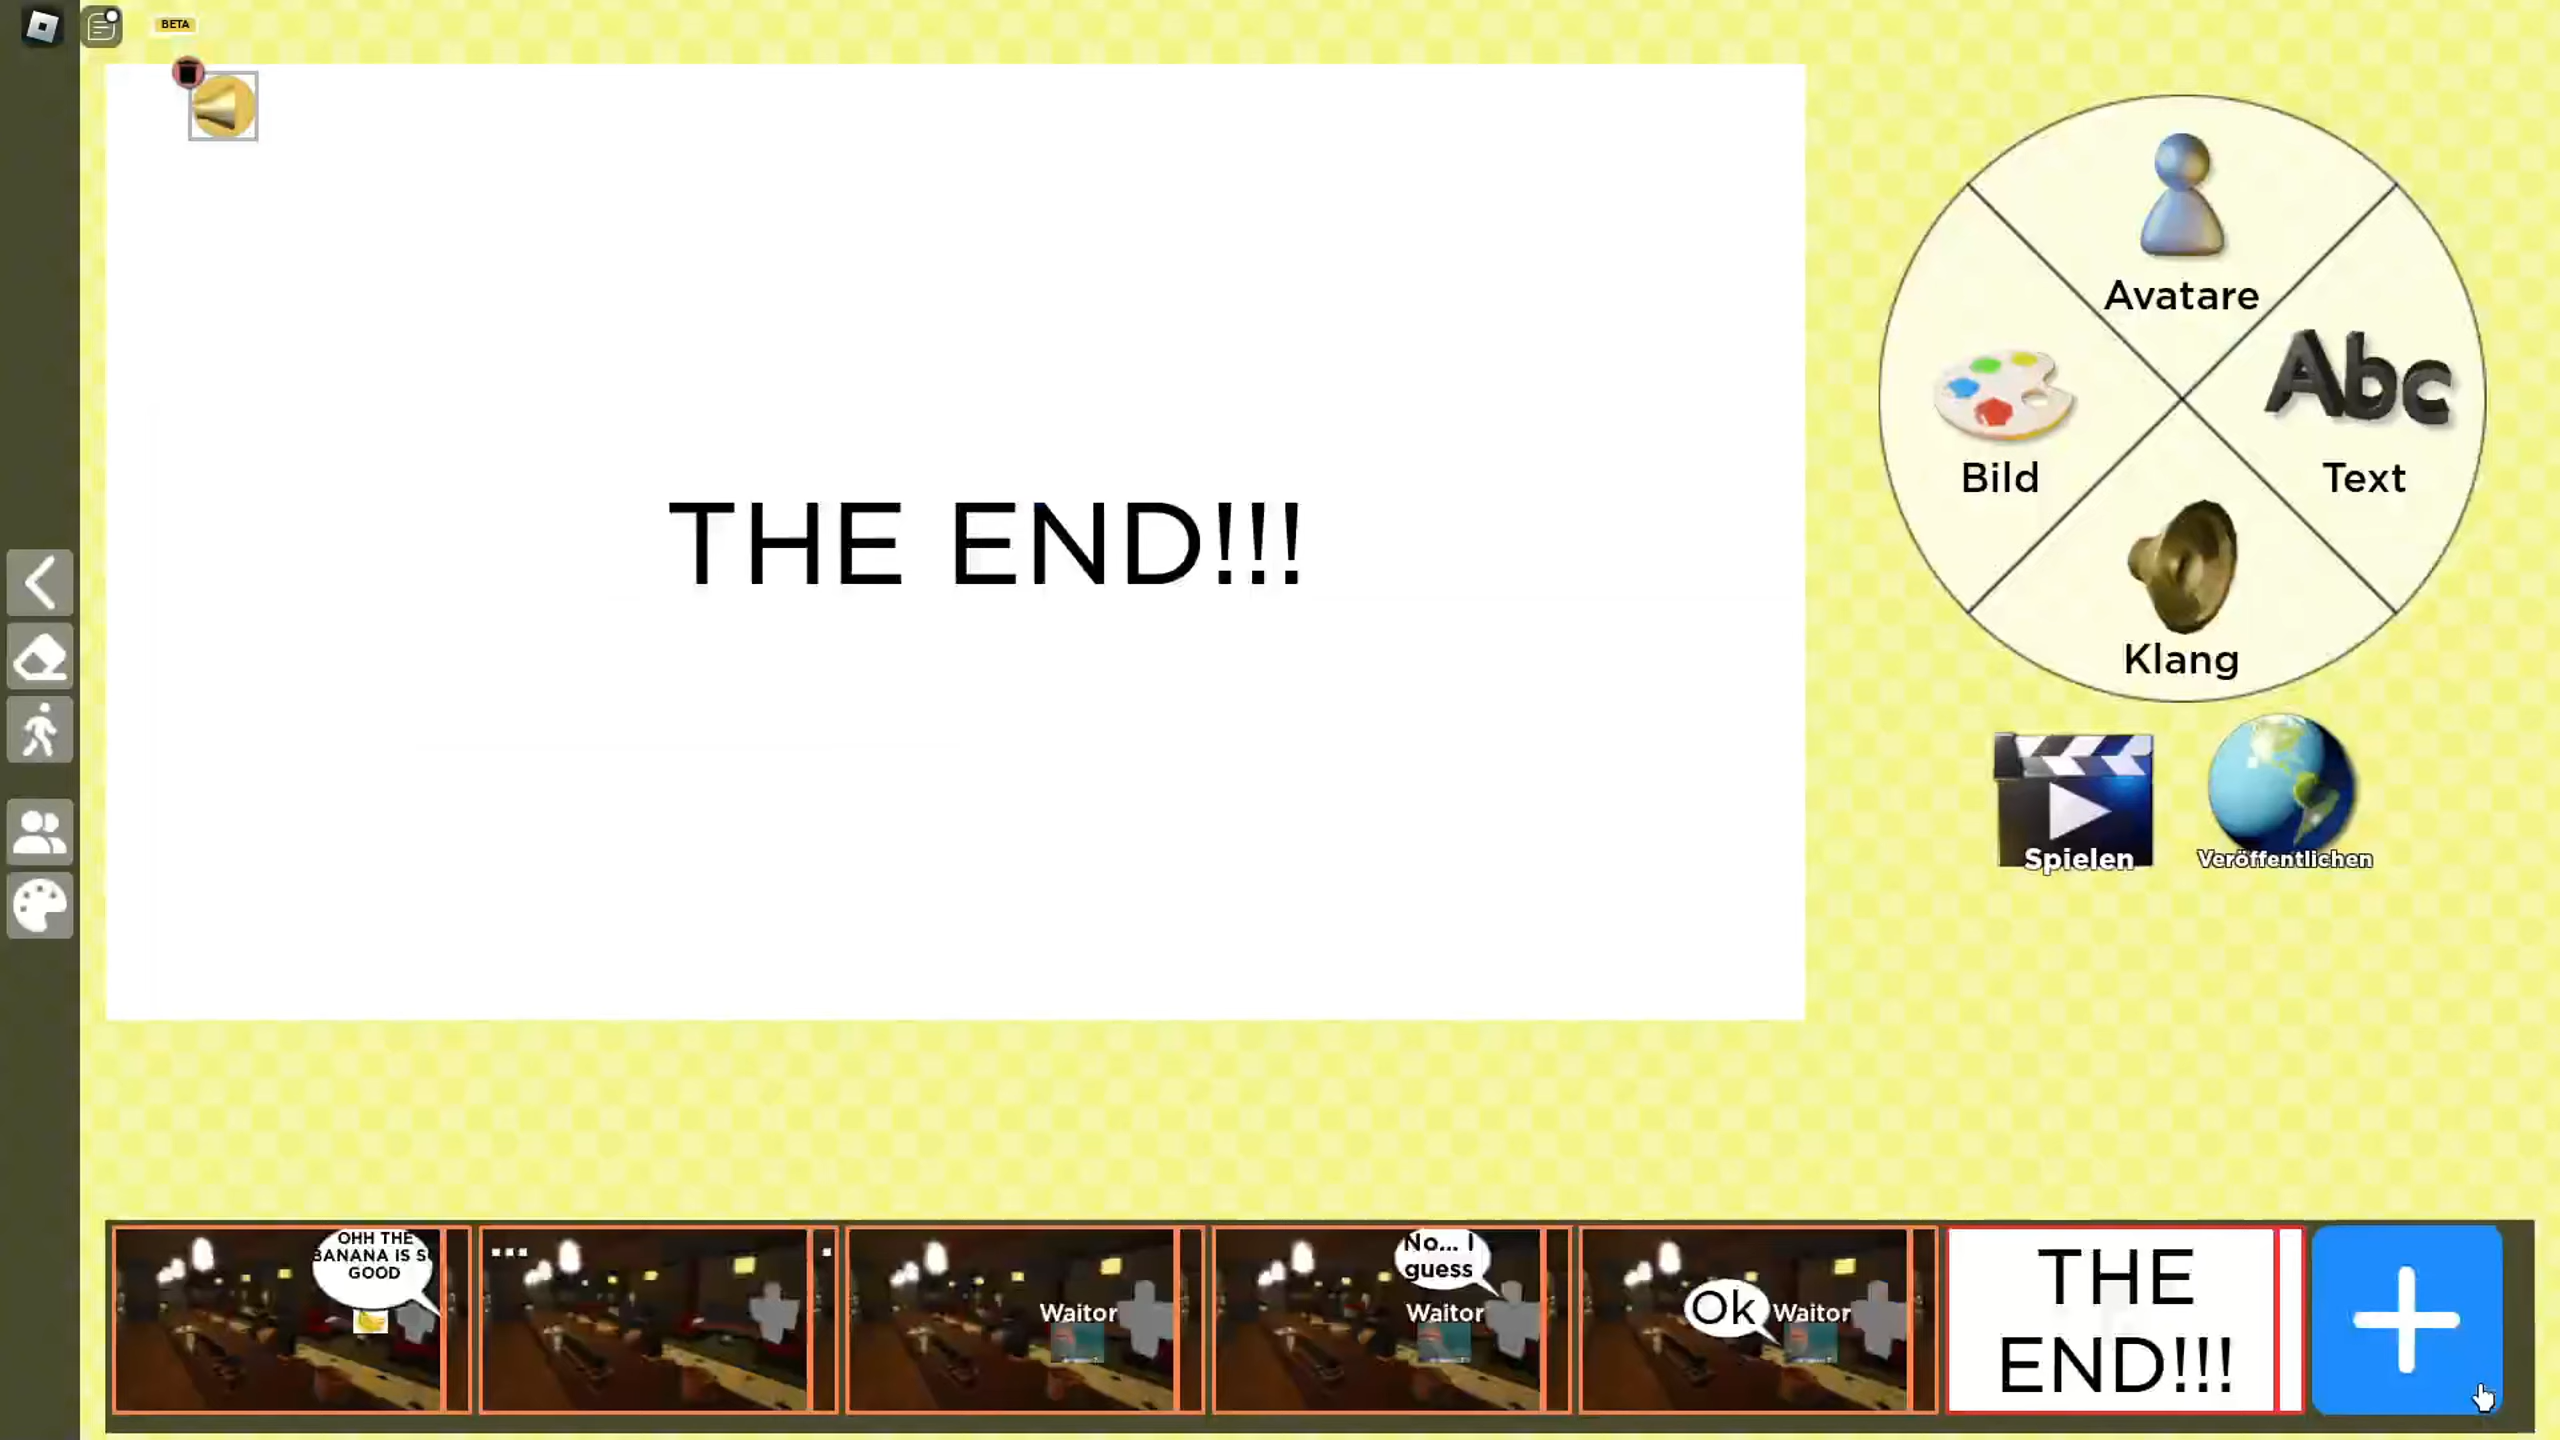 BETA
THE END!!!
Avatare
Abc
Bild
Text
Klang
Spielen
Veröffentlichen
OHH THE
BANANA IS S
GOOD
...
Waitor
No... I
guess
Waitor
Ok
Waitor
THE
END!!!